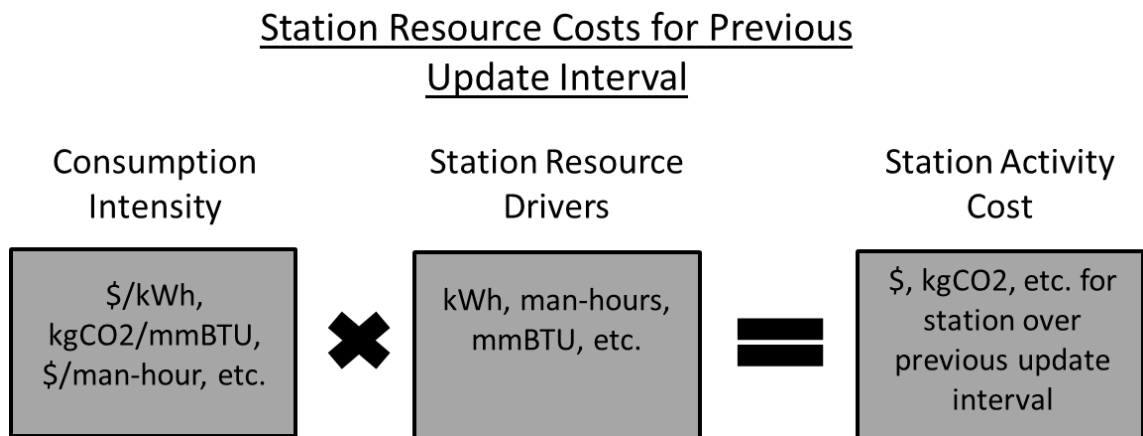 Station Resource Costs for Previous
Update Interval
Consumption
Intensity
Station Resource
Drivers
Station Activity
Cost
$/kWh,
kgCO2/mmBTU,
$/man-hour, etc.
kWh, man-hours,
mmBTU, etc.
$, kgCO2, etc. for
station over
previous update
interval